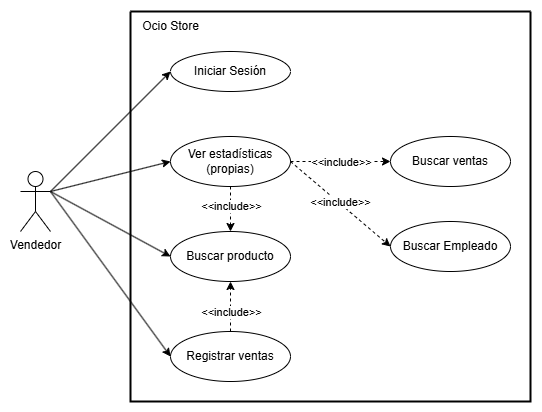 Ocio Store
Iniciar Sesión
Ver estadísticas
(propias)
<<include>>
Buscar ventas
<<include>>
<<include>>
Vendedor
Buscar producto
Buscar Empleado
<<include>>
Registrar ventas